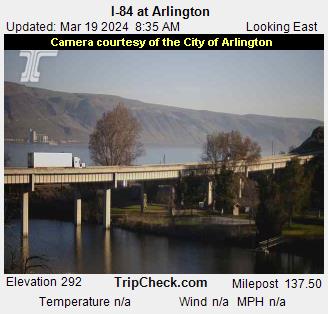 I-84 at Arlington
Updated: Mar 19 2024 8:35 AM Looking East
Camera courtesy of the City of Arlington
Elevation 292 TripCheck.com Milepost 137.50
Temperature n/a Wind n/a MPH n/a